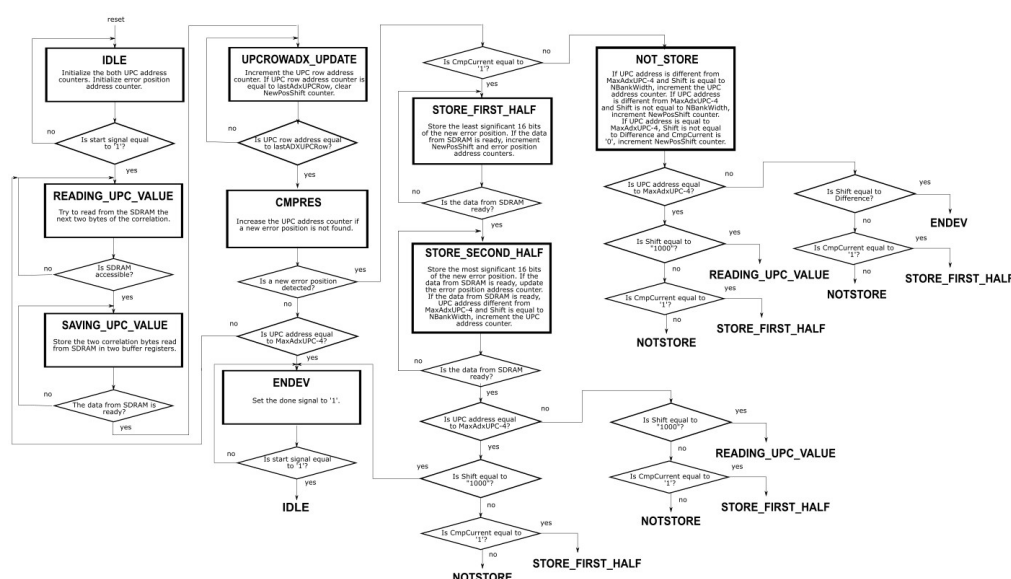 reset
IDLE
Initialize the both UPC address
counters. Initialize error position
address counter.
no
Is start signal equal
to '1'?
yes
READING_UPC_VALUE
Try to read from the SDRAM the
next two bytes of the correlation.
no
Is SDRAM
accessible?
yes
SAVING_UPC_VALUE
Store the two correlation bytes read
from SDRAM in two buffer registers.
no
The data from SDRAM is
ready?
yes
UPCROWADX_UPDATE
Increment the UPC row address
counter. If UPC row address counter is
equal to lastAdxUPCRow, clear
NewPosShift counter.
no
Is UPC row address equal
to lastADXUPCRow?
yes
CMPRES
Increase the UPC address counter if
a new error position is not found.
yes
Is a new error position
detected?
no
no
Is UPC address equal
to MaxAdxUPC-4?
yes
ENDEV
Set the done signal to '1'.
no
Is start signal equal
to '1'?
yes
IDLE
Is CmpCurrent equal to
'1'?
no
yes
STORE_FIRST_HALF
Store the least significant 16 bits
of the new error position. If the data
from SDRAM is ready, increment
NewPosShift and error position
address counters.
no
Is the data from SDRAM
ready?
yes
STORE_SECOND_HALF
Store the most significant 16 bits
of the new error position. If the
data from SDRAM is ready, update
the error position address counter.
If the data from SDRAM is ready,
UPC address different from
MaxAdxUPC-4 and Shift is equal to
NBankWidth, increment the UPC
address counter.
no
Is the data from SDRAM
ready?
yes
Is UPC address equal
to MaxAdxUPC-4?
no
yes
yes
Is Shift equal to
"1000"?
no
Is CmpCurrent equal to
'1'?
yes
no
STORE_FIRST_HALF
NOTSTORE
Is Shift equal to
"1000"?
yes
no
READING_UPC_VALUE
Is CmpCurrent equal to
'1'?
yes
no
STORE_FIRST_HALF
NOTSTORE
NOT_STORE
If UPC address is different from
MaxAdxUPC-4 and Shift is equal to
NBankWidth, increment the UPC
address counter. If UPC address
is different from MaxAdxUPC-4
and Shift is not equal to NBankWidth,
increment NewPosShift counter.
If UPC address is equal to
MaxAdxUPC-4, Shift is not equal
to Difference and CmpCurrent is
'0', increment NewPosShift counter.
Is UPC address equal
to MaxAdxUPC-4?
no
yes
Is Shift equal to
"1000"?
yes
no
READING_UPC_VALUE
Is CmpCurrent equal to
'1'?
yes
no
STORE_FIRST_HALF
NOTSTORE
Is Shift equal to
Difference?
yes
no
ENDEV
Is CmpCurrent equal to
'1'?
yes
no
STORE_FIRST_HALF
NOTSTORE